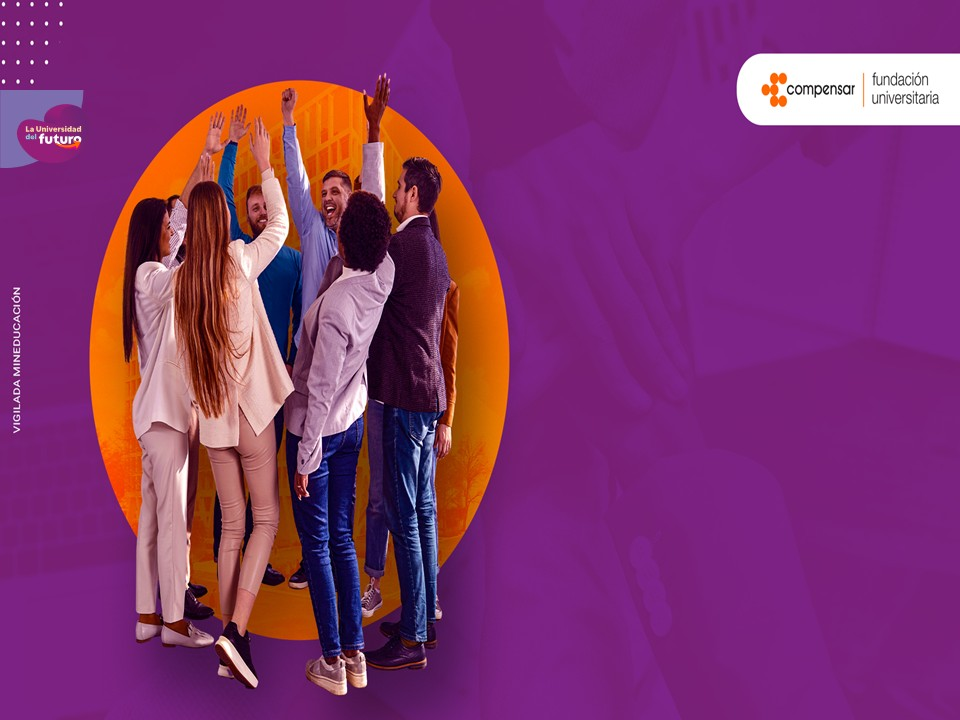 La Universidad
del futuro
compensar
fundación
universitaria
VIGILADA MINEDUCACIÓN